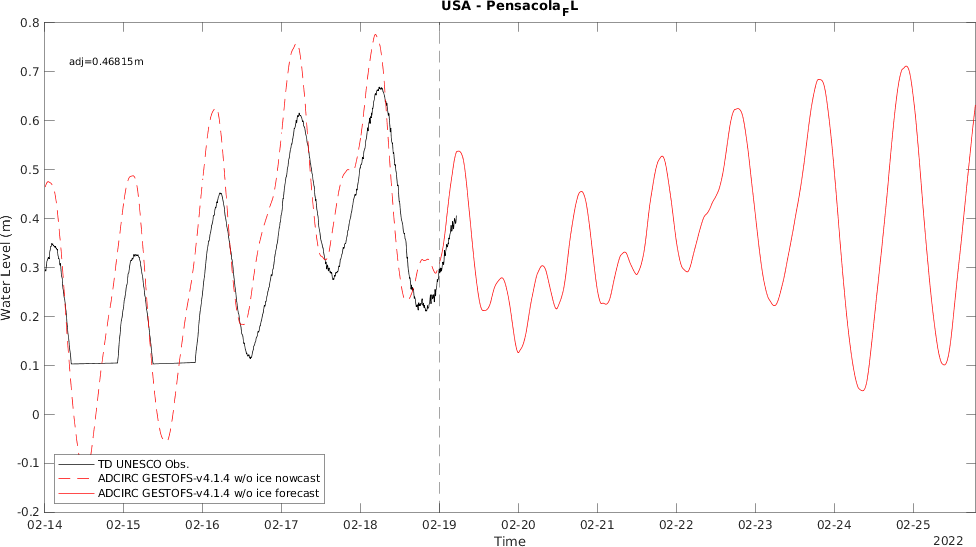 USA - Pensacola_FL
adj=0.46815m
0.8
0.7
0.6
0.5
0.4
0.3
0.2
0.1
0
-0.1
-0.2
Water Level (m)
TD UNESCO Obs.
ADCIRC GESTOFS-v4.1.4 w/o ice nowcast
ADCIRC GESTOFS-v4.1.4 w/o ice forecast
02-14 02-15 02-16 02-17 02-18 02-19 02-20 02-21 02-22 02-23 02-24 02-25
Time
2022